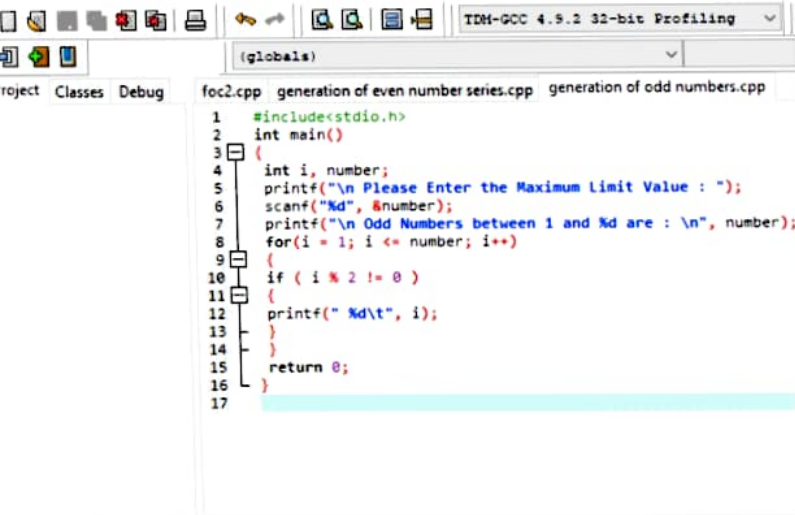 TDM-GCC 4.9.2 32-bit Profiling
(globals)
roject Classes Debug
foc2.cpp generation of even number series.cpp generation of odd numbers.cpp
1 #include<stdio.h>
2 int main()
3 {
4 int i, number;
5 printf("\n Please Enter the Maximum Limit Value : ");
6 scanf("%d", &number);
7 printf("\n Odd Numbers between 1 and %d are : \n", number);
8 for(i = 1; i <= number; i++)
9 {
10 if ( i % 2 != 0 )
11 {
12 printf(" %d\t", i);
13 }
14 }
15 return 0;
16 }
17